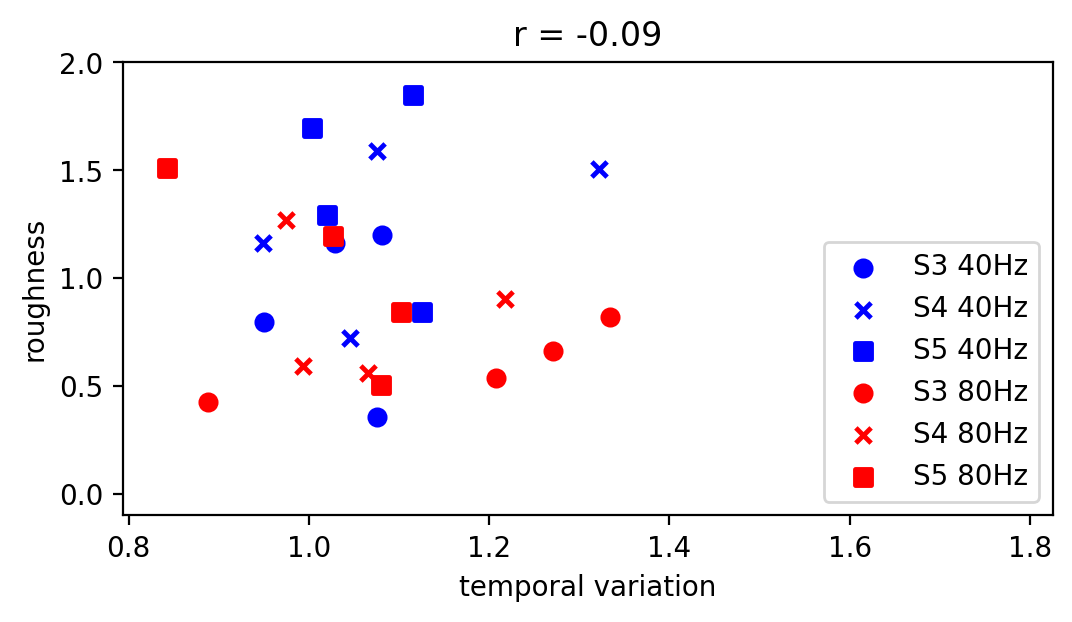 r = -0.09
2.0
1.5
1.0
0.5
0.0
roughness
0.8 1.0 1.2 1.4 1.6 1.8
temporal variation
S3 40Hz
S4 40Hz
S5 40Hz
S3 80Hz
S4 80Hz
S5 80Hz